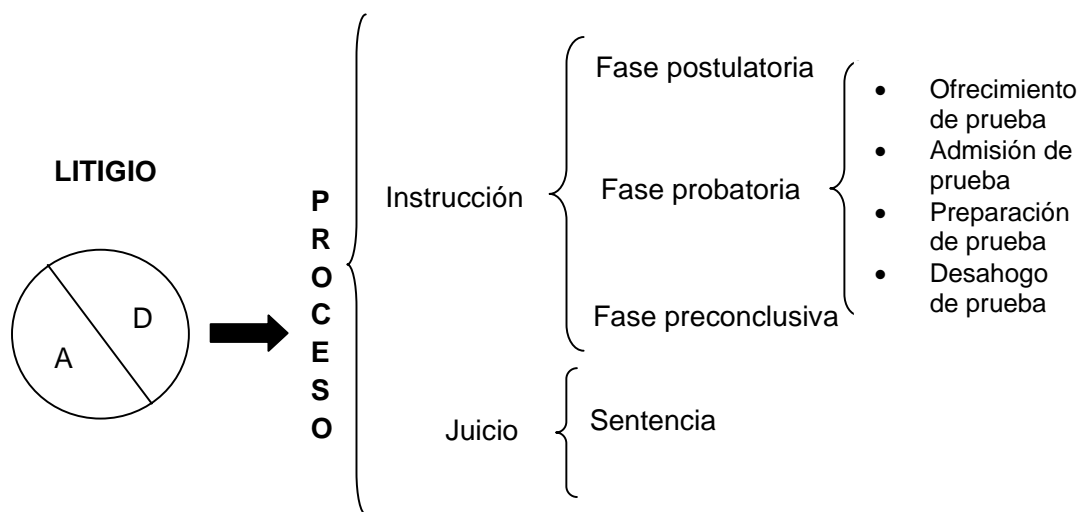 LITIGIO
A
D
PROCESO
Instrucción
Fase postulatoria
Fase probatoria
• Ofrecimiento
de prueba
• Admisión de
prueba
• Preparación
de prueba
• Desahogo
de prueba
Fase preconclusiva
Juicio
Sentencia